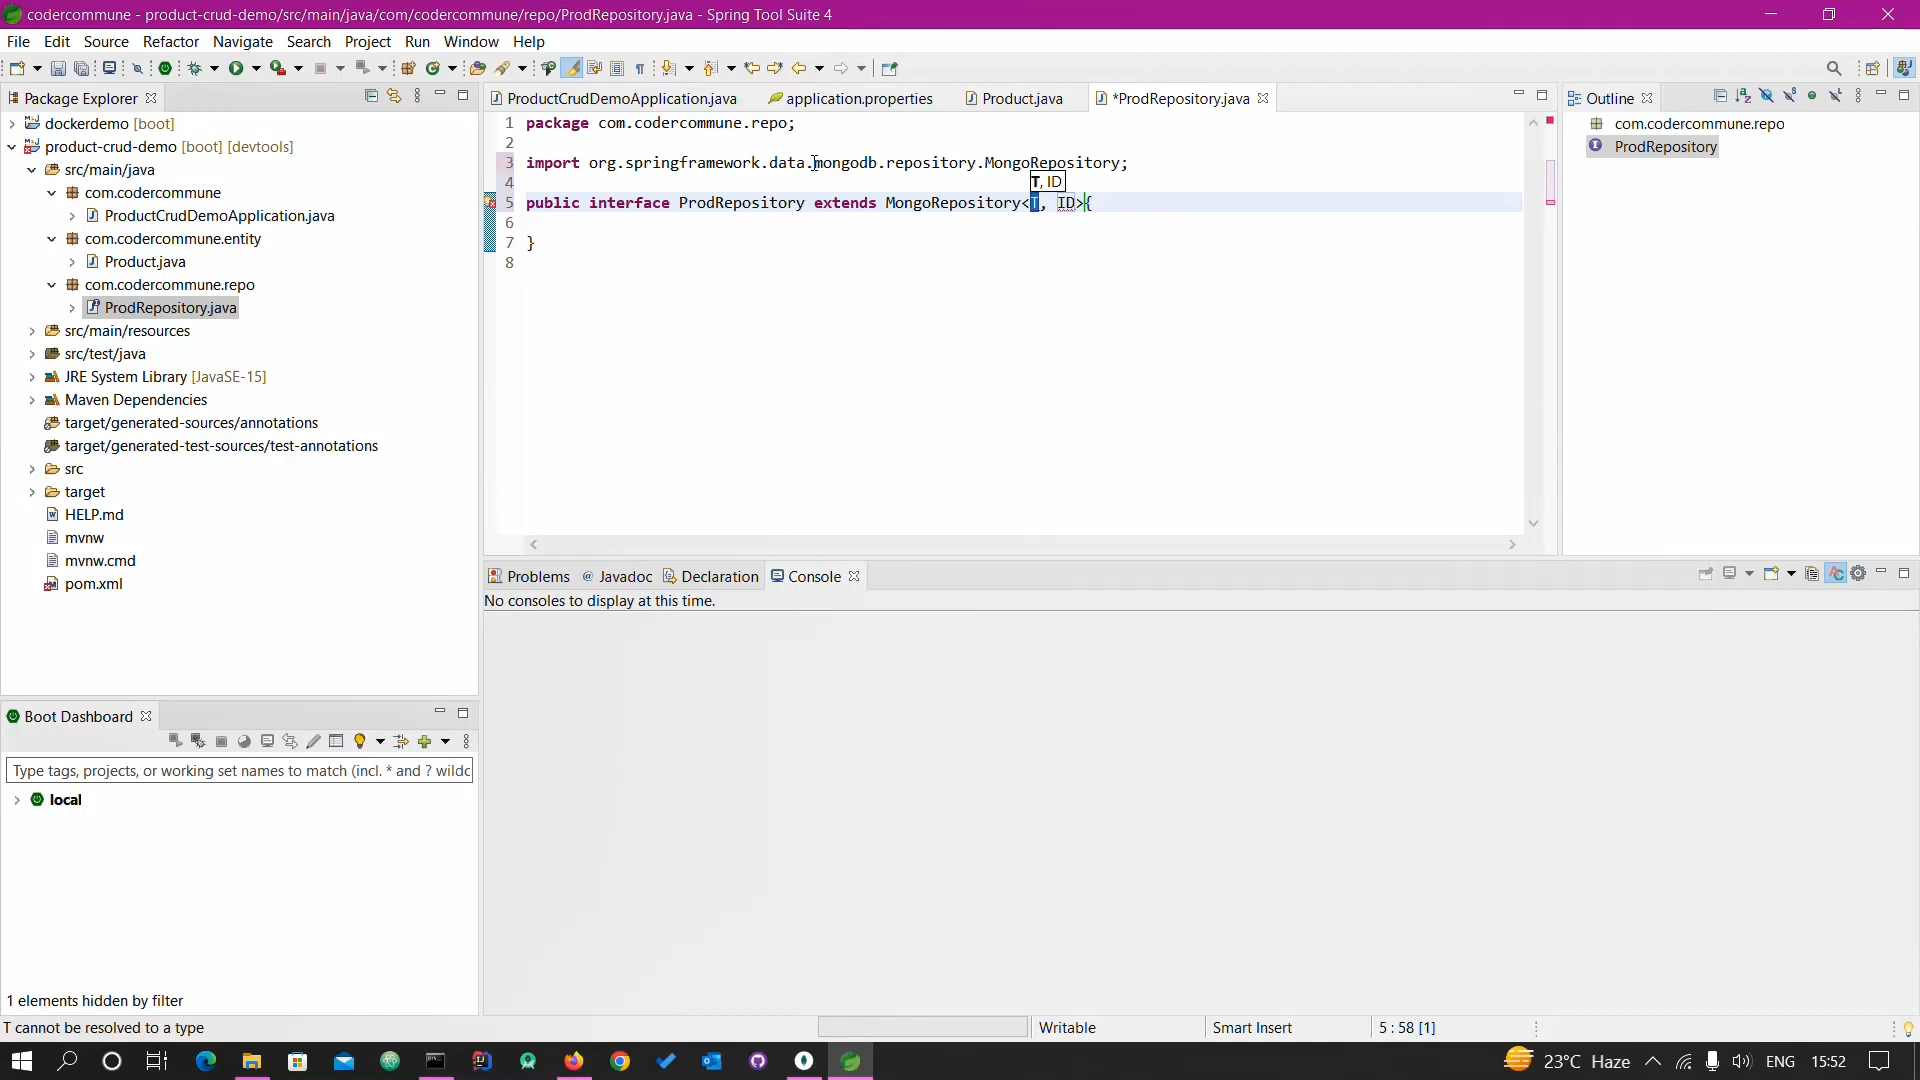 codercommune - product-crud-demo/src/main/java/com/codercommune/repo/ProdRepository.java - Spring Tool Suite 4
File Edit Source Refactor Navigate Search Project Run Window Help
Package Explorer
dockerdemo [boot]
product-crud-demo [boot] [devtools]
src/main/java
com.codercommune
ProductCrudDemoApplication.java
com.codercommune.entity
Product.java
com.codercommune.repo
ProdRepository.java
src/main/resources
src/test/java
JRE System Library [JavaSE-15]
Maven Dependencies
target/generated-sources/annotations
target/generated-test-sources/test-annotations
src
target
HELP.md
mvnw
mvnw.cmd
pom.xml
ProductCrudDemoApplication.java application.properties Product.java *ProdRepository.java
1 package com.codercommune.repo;
2
3 import org.springframework.data.mongodb.repository.MongoRepository;
4
T, ID
5 public interface ProdRepository extends MongoRepository<T, ID>{
6
7 }
8
Outline
com.codercommune.repo
ProdRepository
Problems @ Javadoc Declaration Console
No consoles to display at this time.
Boot Dashboard
Type tags, projects, or working set names to match (incl. * and ? wildc
local
1 elements hidden by filter
T cannot be resolved to a type Writable Smart Insert 5 : 58 [1]
23°C Haze ENG 15:52